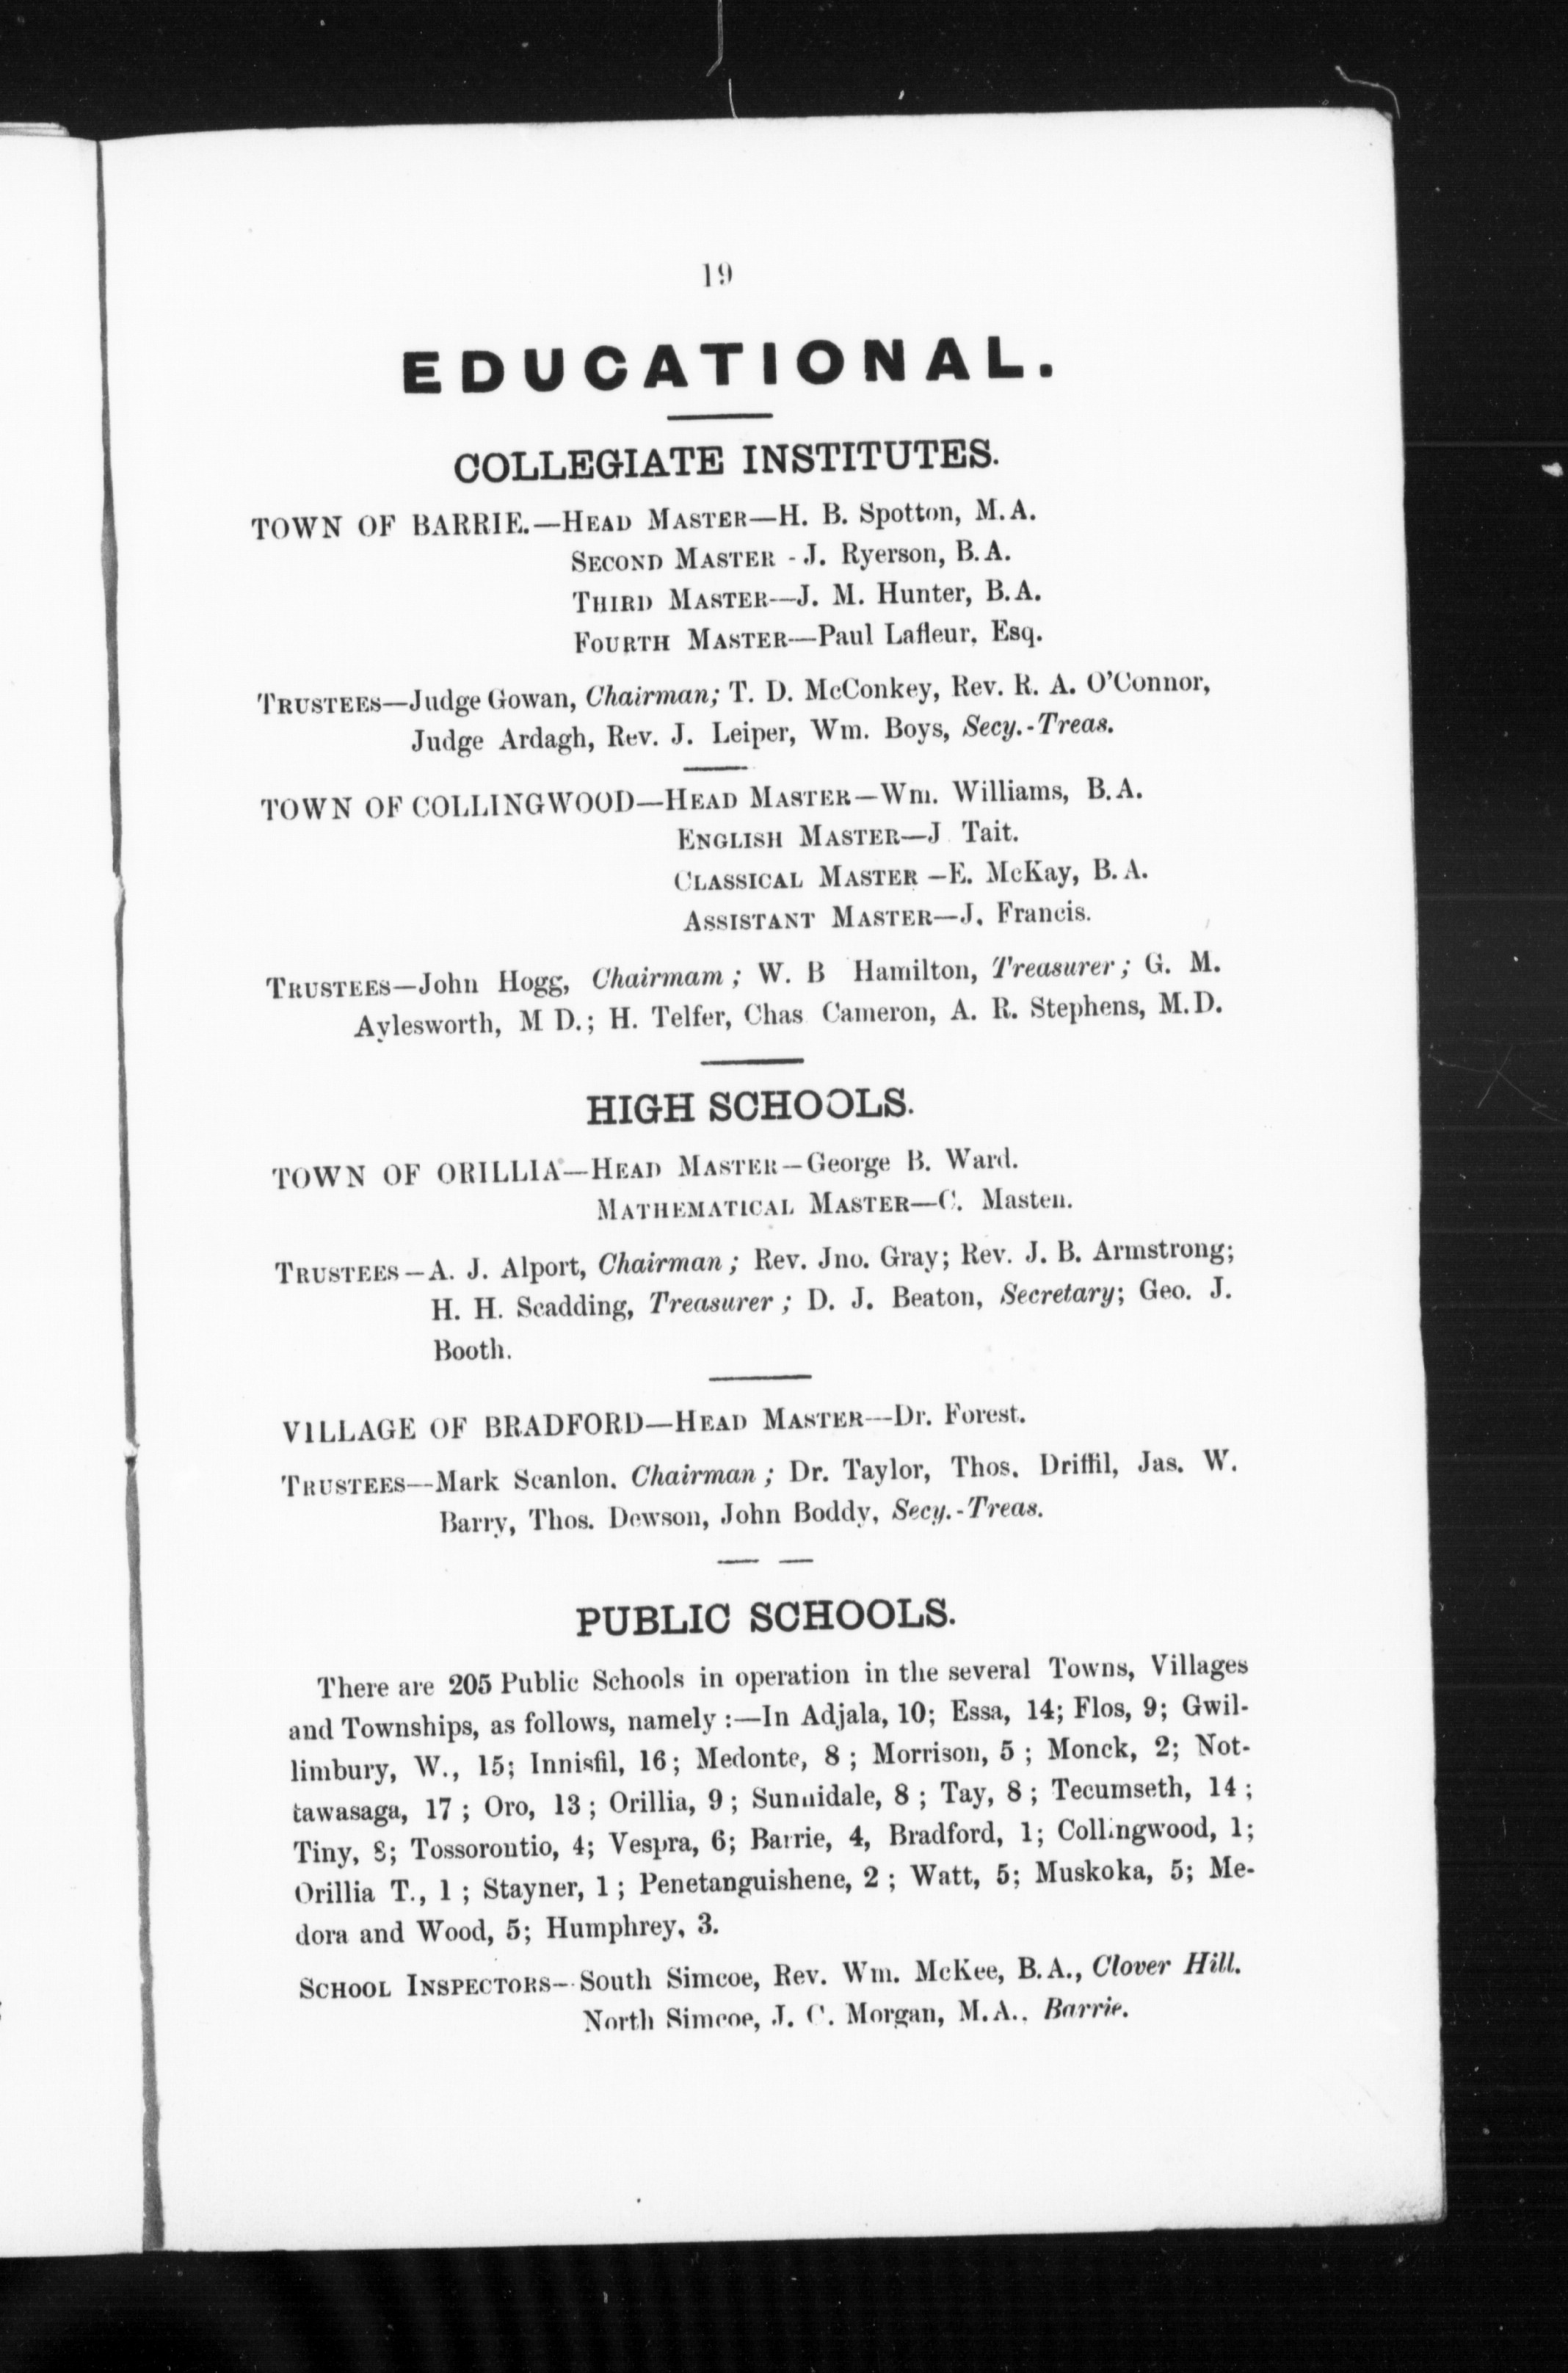 19
EDUCATIONAL.
COLLEGIATE INSTITUTES.
TOWN OF BARRIE.—HEAD MASTER—H. B. Spotton, M.A.
SECOND MASTER - J. Ryerson, B.A.
THIRD MASTER—J. M. Hunter, B.A.
FOURTH MASTER—Paul Lafleur, Esq.
TRUSTEES—Judge Gowan, Chairman; T. D. McConkey, Rev. R. A. O'Connor,
Judge Ardagh, Rev. J. Leiper, Wm. Boys, Secy.-Treas.
TOWN OF COLLINGWOOD—HEAD MASTER—Wm. Williams, B.A.
ENGLISH MASTER—J Tait.
CLASSICAL MASTER —E. McKay, B.A.
ASSISTANT MASTER—J. Francis.
TRUSTEES—John Hogg, Chairmam ; W. B Hamilton, Treasurer ; G. M.
Aylesworth, M D.; H. Telfer, Chas Cameron, A. R. Stephens, M.D.
HIGH SCHOOLS.
TOWN OF ORILLIA—HEAD MASTER—George B. Ward.
MATHEMATICAL MASTER—C. Masten.
TRUSTEES—A. J. Alport, Chairman ; Rev. Jno. Gray; Rev. J. B. Armstrong;
H. H. Scadding, Treasurer ; D. J. Beaton, Secretary; Geo. J.
Booth.
VILLAGE OF BRADFORD—HEAD MASTER—Dr. Forest.
TRUSTEES—Mark Scanlon. Chairman ; Dr. Taylor, Thos. Driffil, Jas. W.
Barry, Thos. Dewson, John Boddy, Secy.-Treas.
PUBLIC SCHOOLS.
There are 205 Public Schools in operation in the several Towns, Villages
and Townships, as follows, namely :—In Adjala, 10; Essa, 14; Flos, 9; Gwil-
limbury, W., 15; Innisfil, 16; Medonte, 8 ; Morrison, 5 ; Monck, 2; Not-
tawasaga, 17 ; Oro, 13 ; Orillia, 9 ; Sunnidale, 8 ; Tay, 8 ; Tecumseth, 14 ;
Tiny, 8; Tossorontio, 4; Vespra, 6; Barrie, 4, Bradford, 1; Collingwood, 1;
Orillia T., 1 ; Stayner, 1 ; Penetanguishene, 2 ; Watt, 5; Muskoka, 5; Me-
dora and Wood, 5; Humphrey, 3.
SCHOOL INSPECTORS—South Simcoe, Rev. Wm. McKee, B.A., Clover Hill.
North Simcoe, J. C. Morgan, M.A., Barrie.